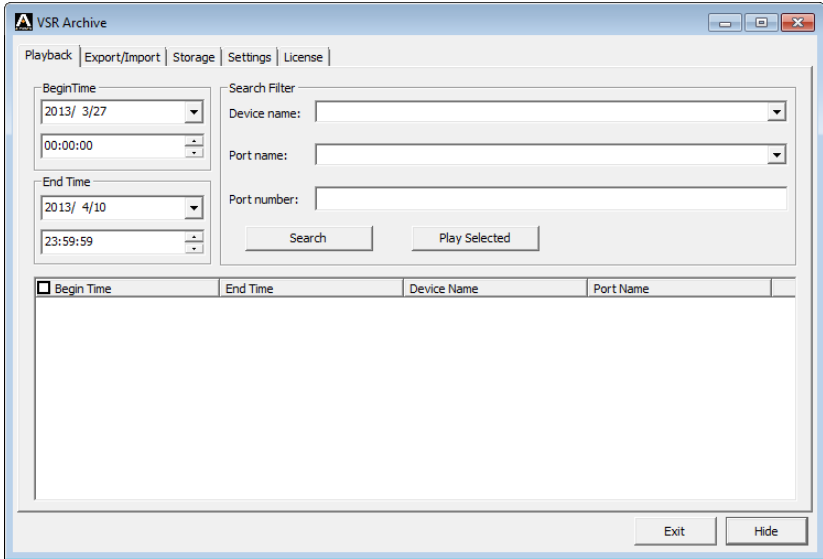 VSR Archive
Playback Export/Import Storage Settings License
BeginTime
2013/ 3/27
00:00:00
End Time
2013/ 4/10
23:59:59
Search Filter
Device name:
Port name:
Port number:
Search Play Selected
Begin Time End Time Device Name Port Name
Exit Hide